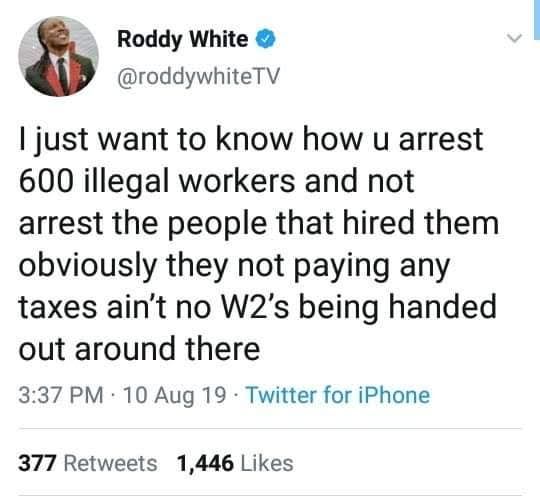 Roddy White
@roddywhiteTV
I just want to know how u arrest
600 illegal workers and not
arrest the people that hired them
obviously they not paying any
taxes ain't no W2's being handed
out around there
3:37 PM · 10 Aug 19 · Twitter for iPhone
377 Retweets 1,446 Likes